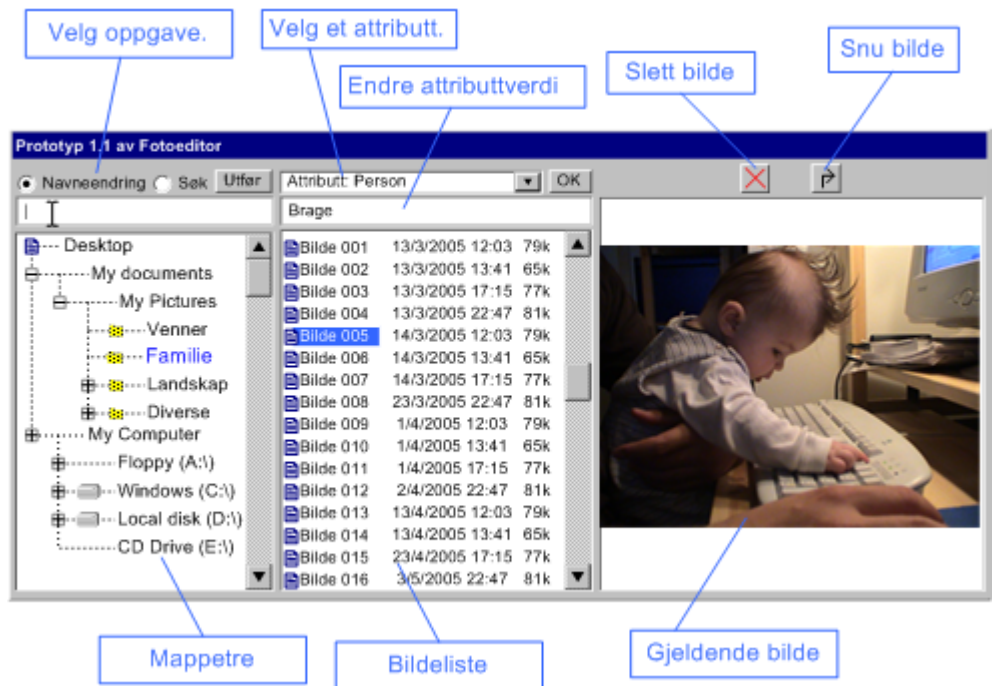 Velg oppgave.
Velg et attributt.
Endre attributtverdi
Slett bilde
Snu bilde
Prototyp 1.1 av Fotoeditor
Navneendring Søk Utfør
Attributt: Person OK
Brage
Desktop
My documents
My Pictures
Venner
Familie
Landskap
Diverse
My Computer
Floppy (A:\)
Windows (C:\)
Local disk (D:\)
CD Drive (E:\)
Bilde 001 13/3/2005 12:03 79k
Bilde 002 13/3/2005 13:41 65k
Bilde 003 13/3/2005 17:15 77k
Bilde 004 13/3/2005 22:47 81k
Bilde 005 14/3/2005 12:03 79k
Bilde 006 14/3/2005 13:41 65k
Bilde 007 14/3/2005 17:15 77k
Bilde 008 23/3/2005 22:47 81k
Bilde 009 1/4/2005 12:03 79k
Bilde 010 1/4/2005 13:41 65k
Bilde 011 1/4/2005 17:15 77k
Bilde 012 2/4/2005 22:47 81k
Bilde 013 13/4/2005 12:03 79k
Bilde 014 13/4/2005 13:41 65k
Bilde 015 23/4/2005 17:15 77k
Bilde 016 3/5/2005 22:47 81k
Mappetre
Bildeliste
Gjeldende bilde